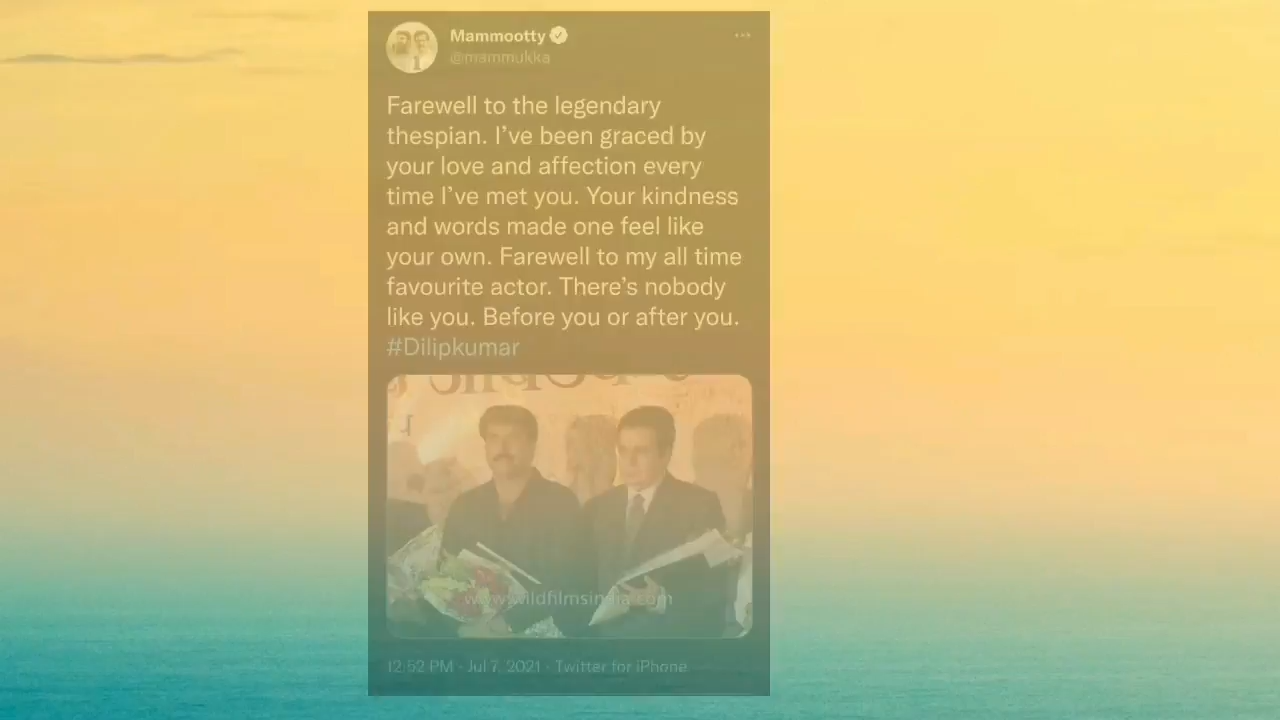 Mammootty
@mammukka
Farewell to the legendary
thespian. I've been graced by
your love and affection every
time I've met you. Your kindness
and words made one feel like
your own. Farewell to my all time
favourite actor. There's nobody
like you. Before you or after you.
#Dilipkumar
www.wildfilmsindia.com
12:52 PM · Jul 7, 2021 · Twitter for iPhone